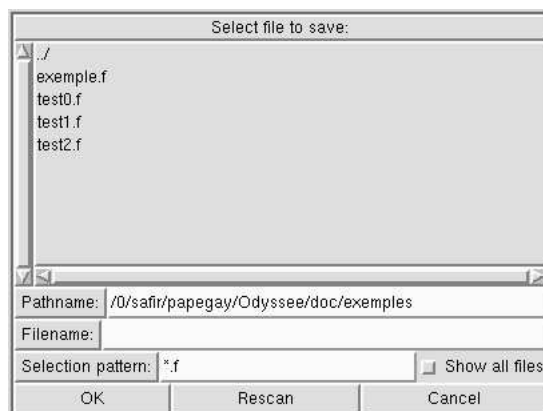 Select file to save:
../
exemple.f
test0.f
test1.f
test2.f
Pathname: /0/safir/papegay/Odyssee/doc/exemples
Filename:
Selection pattern: *.f Show all files
OK Rescan Cancel